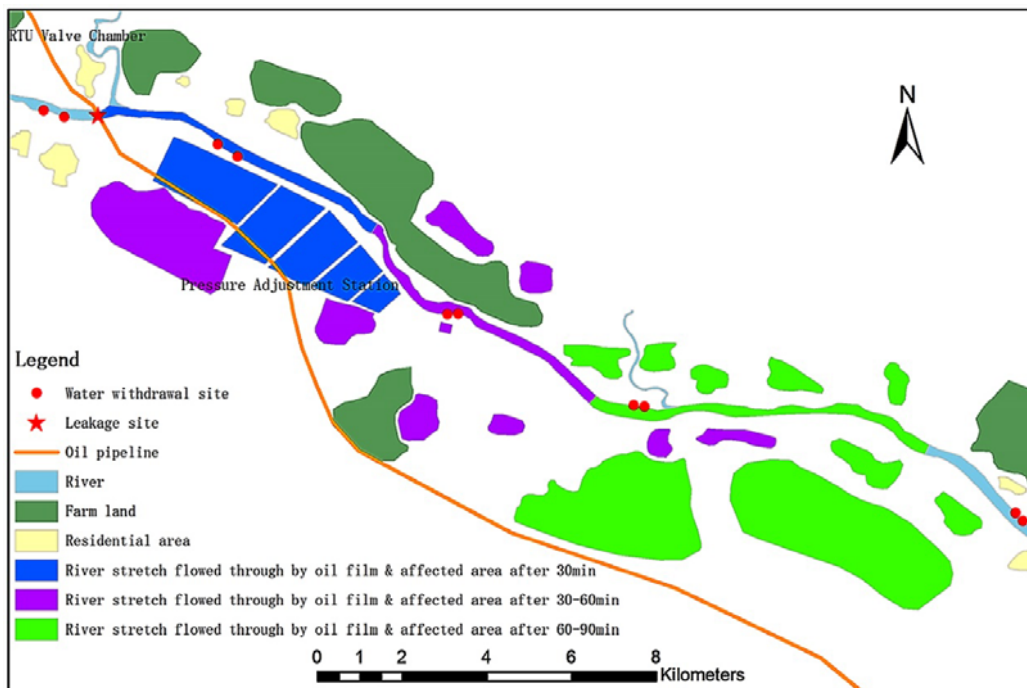 RTU Valve Chamber
N
Pressure Adjustment Station
Legend
Water withdrawal site
Leakage site
Oil pipeline
River
Farm land
Residential area
River stretch flowed through by oil film & affected area after 30min
River stretch flowed through by oil film & affected area after 30-60min
River stretch flowed through by oil film & affected area after 60-90min
0 1 2 4 6 8
Kilometers